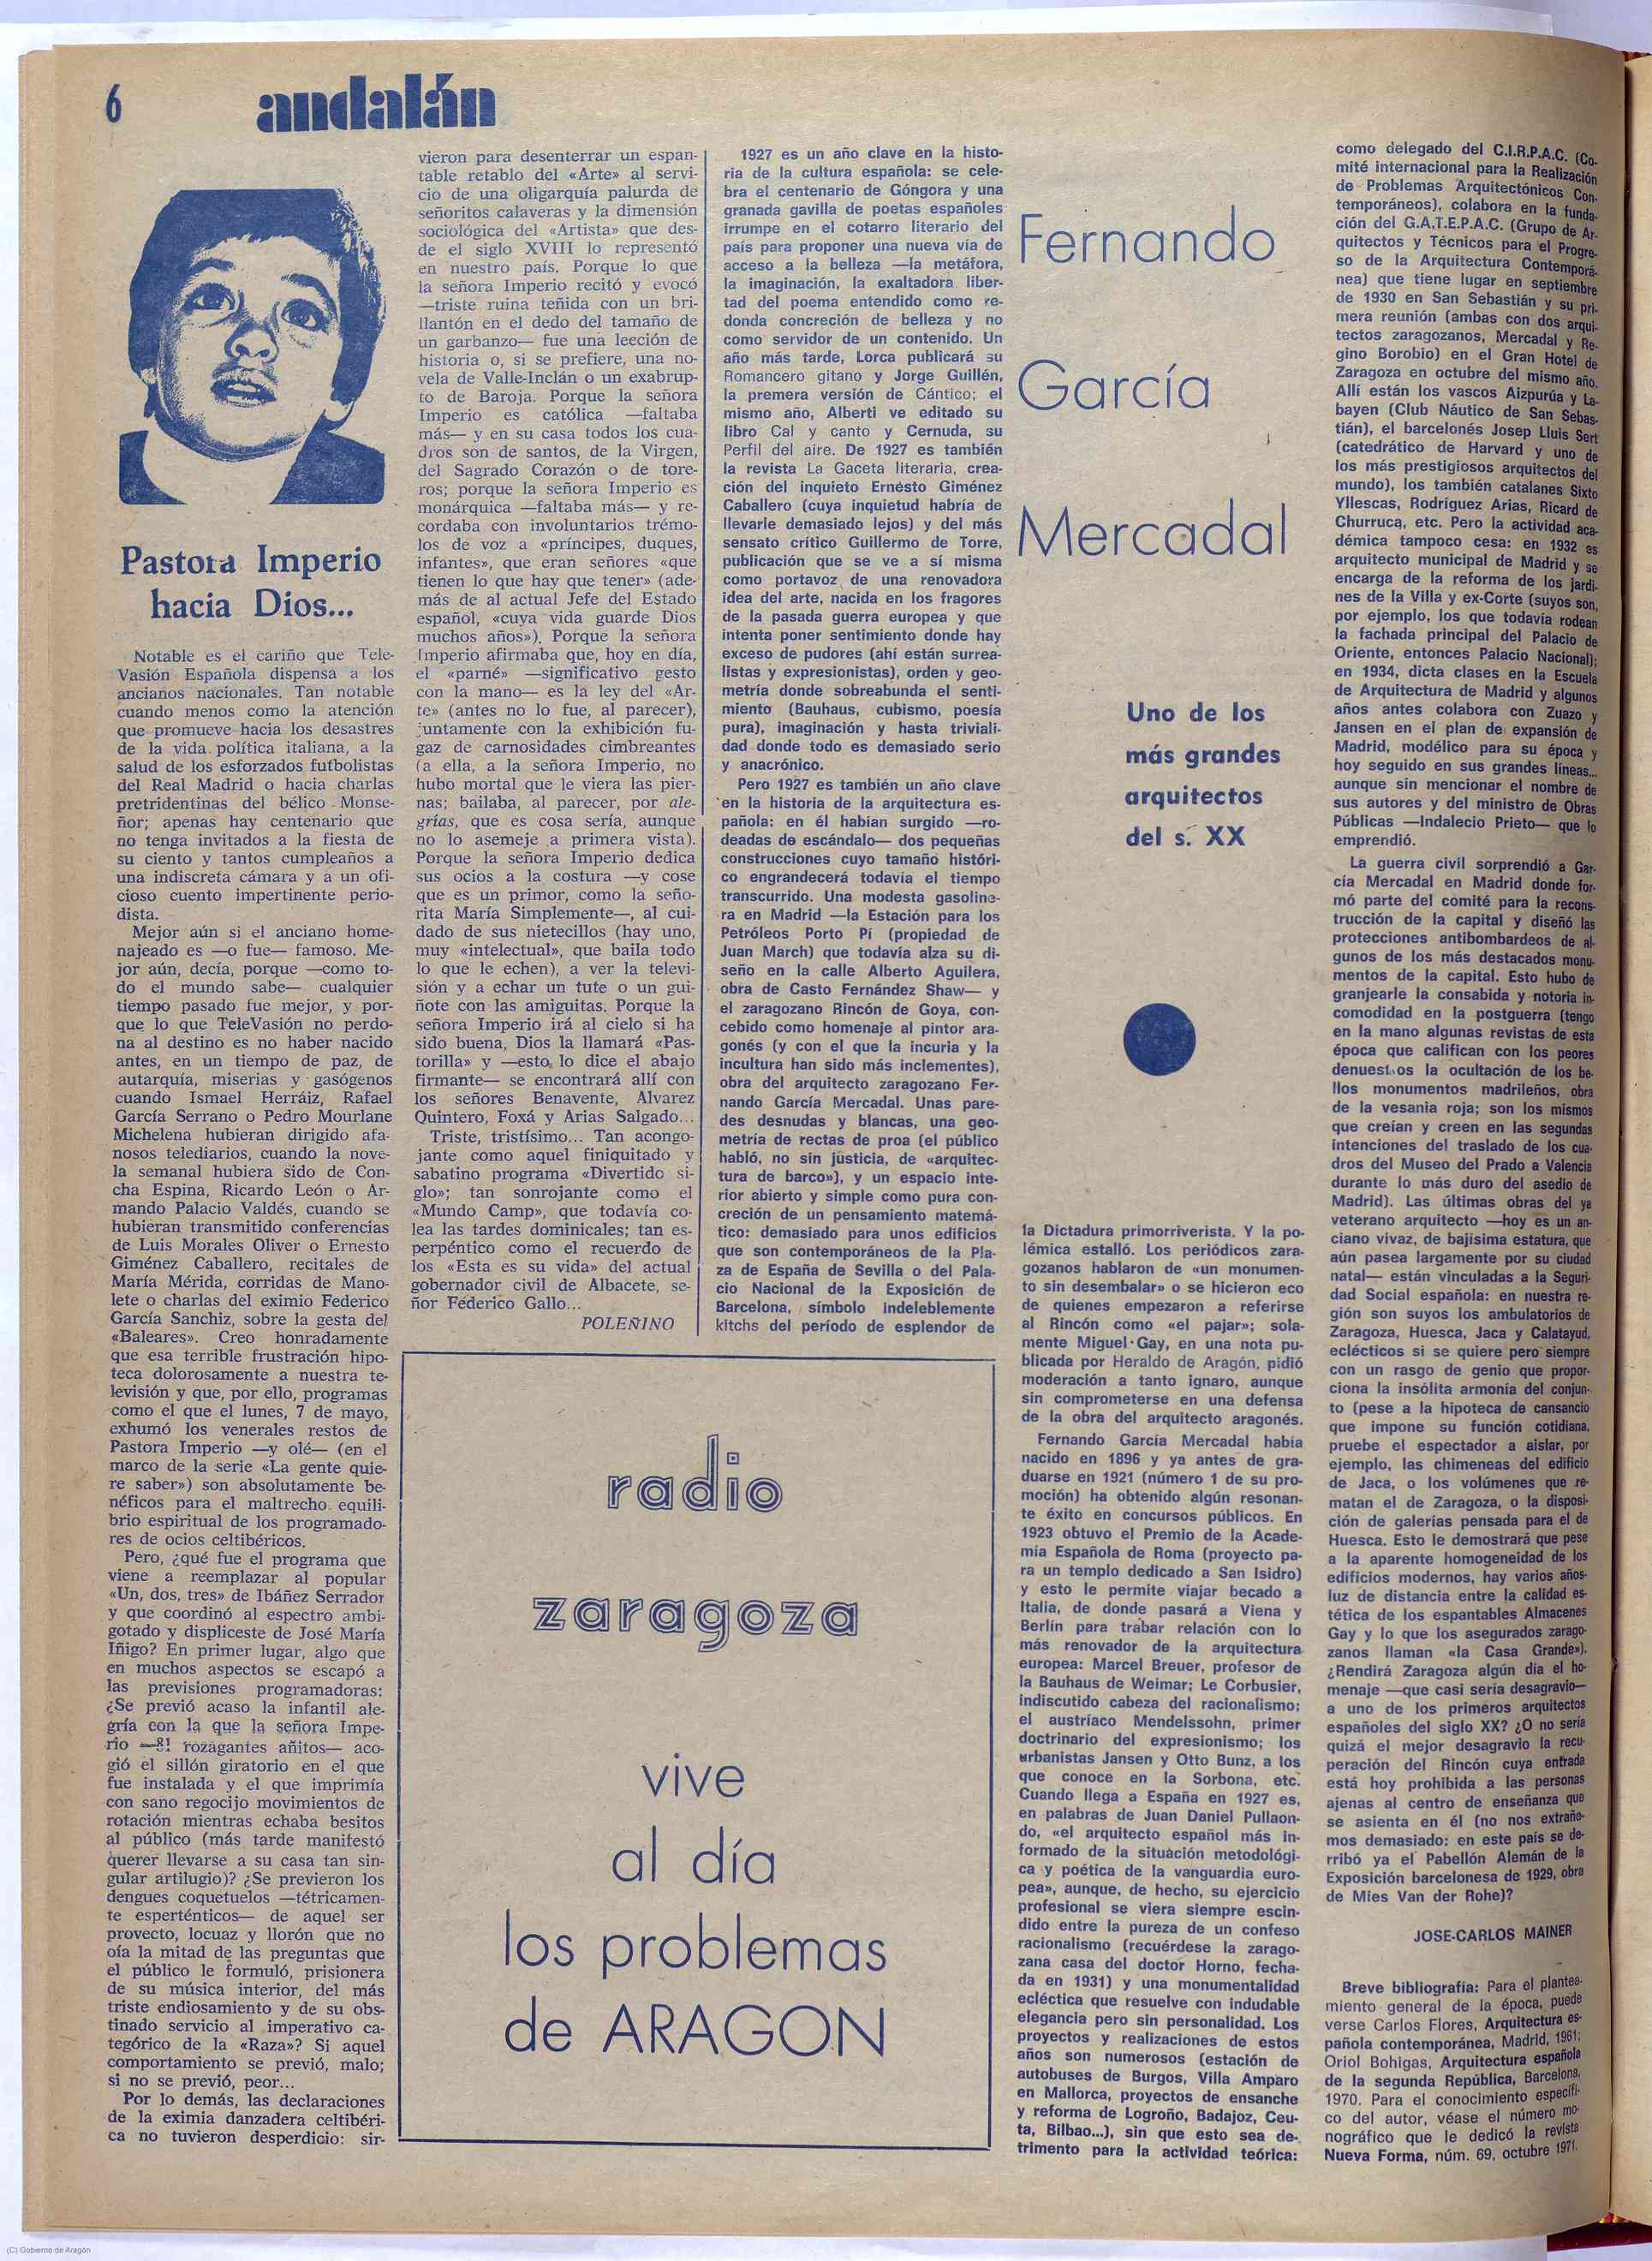 6
andalán
Pastora Imperio
hacia Dios...
Notable es el cariño que Tele-
Vasión Española dispensa a los
ancianos nacionales. Tan notable
cuando menos como la atención
que promueve hacia los desastres
de la vida política italiana, a la
salud de los esforzados futbolistas
del Real Madrid o hacia charlas
pretridentinas del bélico Monse-
ñor; apenas hay centenario que
no tenga invitados a la fiesta de
su ciento y tantos cumpleaños a
una indiscreta cámara y a un ofi-
cioso cuento impertinente perio-
dista.
Mejor aún si el anciano home-
najeado es —o fue— famoso. Me-
jor aún, decía, porque —como to-
do el mundo sabe— cualquier
tiempo pasado fue mejor, y por-
que lo que TeleVasión no perdo-
na al destino es no haber nacido
antes, en un tiempo de paz, de
autarquía, miserias y gasógenos
cuando Ismael Herráiz, Rafael
García Serrano o Pedro Mourlane
Michelena hubieran dirigido afa-
nosos telediarios, cuando la nove-
la semanal hubiera sido de Con-
cha Espina, Ricardo León o Ar-
mando Palacio Valdés, cuando se
hubieran transmitido conferencias
de Luis Morales Oliver o Ernesto
Giménez Caballero, recitales de
María Mérida, corridas de Mano-
lete o charlas del eximio Federico
García Sanchiz, sobre la gesta del
«Baleares». Creo honradamente
que esa terrible frustración hipo-
teca dolorosamente a nuestra te-
levisión y que, por ello, programas
como el que el lunes, 7 de mayo,
exhumó los venerales restos de
Pastora Imperio —y olé— (en el
marco de la serie «La gente quie-
re saber») son absolutamente be-
néficos para el maltrecho equili-
brio espiritual de los programado-
res de ocios celtibéricos.
Pero, ¿qué fue el programa que
viene a reemplazar al popular
«Un, dos, tres» de Ibáñez Serrador
y que coordinó al espectro ambi-
gotado y displiceste de José María
Iñigo? En primer lugar, algo que
en muchos aspectos se escapó a
las previsiones programadoras:
¿Se previó acaso la infantil ale-
gría con la que la señora Impe-
rio —81 rozagantes añitos— aco-
gió el sillón giratorio en el que
fue instalada y el que imprimía
con sano regocijo movimientos de
rotación mientras echaba besitos
al público (más tarde manifestó
querer llevarse a su casa tan sin-
gular artilugio)? ¿Se previeron los
dengues coquetuelos —tétricamen-
te esperténticos— de aquel ser
provecto, locuaz y llorón que no
oía la mitad de las preguntas que
el público le formuló, prisionera
de su música interior, del más
triste endiosamiento y de su obs-
tinado servicio al imperativo ca-
tegórico de la «Raza»? Si aquel
comportamiento se previó, malo;
si no se previó, peor...
Por lo demás, las declaraciones
de la eximia danzadera celtibéri-
ca no tuvieron desperdicio: sir-
vieron para desenterrar un espan-
table retablo del «Arte» al servi-
cio de una oligarquía palurda de
señoritos calaveras y la dimensión
sociológica del «Artista» que des-
de el siglo XVIII lo representó
en nuestro país. Porque lo que
la señora Imperio recitó y evocó
—triste ruina teñida con un bri-
llantón en el dedo del tamaño de
un garbanzo— fue una leeción de
historia o, si se prefiere, una no-
vela de Valle-Inclán o un exabrup-
to de Baroja. Porque la señora
Imperio es católica —faltaba
más— y en su casa todos los cua-
dros son de santos, de la Virgen,
del Sagrado Corazón o de tore-
ros; porque la señora Imperio es
monárquica —faltaba más— y re-
cordaba con involuntarios trémo-
los de voz a «príncipes, duques,
infantes», que eran señores «que
tienen lo que hay que tener» (ade-
más de al actual Jefe del Estado
español, «cuya vida guarde Dios
muchos años»). Porque la señora
Imperio afirmaba que, hoy en día,
el «parné» —significativo gesto
con la mano— es la ley del «Ar-
te» (antes no lo fue, al parecer),
juntamente con la exhibición fu-
gaz de carnosidades cimbreantes
(a ella, a la señora Imperio, no
hubo mortal que le viera las pier-
nas; bailaba, al parecer, por ale-
grías, que es cosa sería, aunque
no lo asemeje a primera vista).
Porque la señora Imperio dedica
sus ocios a la costura —y cose
que es un primor, como la seño-
rita María Simplemente—, al cui-
dado de sus nietecillos (hay uno,
muy «intelectual», que baila todo
lo que le echen), a ver la televi-
sión y a echar un tute o un gui-
ñote con las amiguitas. Porque la
señora Imperio irá al cielo si ha
sido buena, Dios la llamará «Pas-
torilla» y —esto lo dice el abajo
firmante— se encontrará allí con
los señores Benavente, Alvarez
Quintero, Foxá y Arias Salgado...
Triste, tristísimo... Tan acongo-
jante como aquel finiquitado y
sabatino programa «Divertido si-
glo»; tan sonrojante como el
«Mundo Camp», que todavía co-
lea las tardes dominicales; tan es-
perpéntico como el recuerdo de
los «Esta es su vida» del actual
gobernador civil de Albacete, se-
ñor Féderico Gallo...
POLEÑINO
radio
zaragoza
vive
al día
los problemas
de ARAGON
1927 es un año clave en la histo-
ria de la cultura española: se cele-
bra el centenario de Góngora y una
granada gavilla de poetas españoles
irrumpe en el cotarro literario del
país para proponer una nueva vía de
acceso a la belleza —la metáfora,
la imaginación, la exaltadora liber-
tad del poema entendido como re-
donda concreción de belleza y no
como servidor de un contenido. Un
año más tarde, Lorca publicará su
Romancero gitano y Jorge Guillén,
la premera versión de Cántico; el
mismo año, Alberti ve editado su
libro Cal y canto y Cernuda, su
Perfil del aire. De 1927 es también
la revista La Gaceta literaria, crea-
ción del inquieto Ernesto Giménez
Caballero (cuya inquietud habría de
llevarle demasiado lejos) y del más
sensato crítico Guillermo de Torre,
publicación que se ve a sí misma
como portavoz de una renovadora
idea del arte, nacida en los fragores
de la pasada guerra europea y que
intenta poner sentimiento donde hay
exceso de pudores (ahí están surrea-
listas y expresionistas), orden y geo-
metría donde sobreabunda el senti-
miento (Bauhaus, cubismo, poesía
pura), imaginación y hasta triviali-
dad donde todo es demasiado serio
y anacrónico.
Pero 1927 es también un año clave
en la historia de la arquitectura es-
pañola: en él habían surgido —ro-
deadas de escándalo— dos pequeñas
construcciones cuyo tamaño históri-
co engrandecerá todavía el tiempo
transcurrido. Una modesta gasoline-
ra en Madrid —la Estación para los
Petróleos Porto Pí (propiedad de
Juan March) que todavía alza su di-
seño en la calle Alberto Aguilera,
obra de Casto Fernández Shaw— y
el zaragozano Rincón de Goya, con-
cebido como homenaje al pintor ara-
gonés (y con el que la incuria y la
incultura han sido más inclementes),
obra del arquitecto zaragozano Fer-
nando García Mercadal. Unas pare-
des desnudas y blancas, una geo-
metría de rectas de proa (el público
habló, no sin justicia, de «arquitec-
tura de barco»), y un espacio inte-
rior abierto y simple como pura con-
creción de un pensamiento matemá-
tico: demasiado para unos edificios
que son contemporáneos de la Pla-
za de España de Sevilla o del Pala-
cio Nacional de la Exposición de
Barcelona, símbolo indeleblemente
kitchs del período de esplendor de
Fernando
García
Mercadal
Uno de los
más grandes
arquitectos
del s. XX
la Dictadura primorriverista. Y la po-
lémica estalló. Los periódicos zara-
gozanos hablaron de «un monumen-
to sin desembalar» o se hicieron eco
de quienes empezaron a referirse
al Rincón como «el pajar»; sola-
mente Miguel Gay, en una nota pu-
blicada por Heraldo de Aragón, pidió
moderación a tanto ignaro, aunque
sin comprometerse en una defensa
de la obra del arquitecto aragonés.
Fernando García Mercadal había
nacido en 1896 y ya antes de gra-
duarse en 1921 (número 1 de su pro-
moción) ha obtenido algún resonan-
te éxito en concursos públicos. En
1923 obtuvo el Premio de la Acade-
mia Española de Roma (proyecto pa-
ra un templo dedicado a San Isidro)
y esto le permite viajar becado a
Italia, de donde pasará a Viena y
Berlín para trabar relación con lo
más renovador de la arquitectura
europea: Marcel Breuer, profesor de
la Bauhaus de Weimar; Le Corbusier,
indiscutido cabeza del racionalismo;
el austríaco Mendelssohn, primer
doctrinario del expresionismo; los
urbanistas Jansen y Otto Bunz, a los
que conoce en la Sorbona, etc.
Cuando llega a España en 1927 es,
en palabras de Juan Daniel Pullaon-
do, «el arquitecto español más in-
formado de la situación metodológi-
ca y poética de la vanguardia euro-
pea», aunque, de hecho, su ejercicio
profesional se viera siempre escin-
dido entre la pureza de un confeso
racionalismo (recuérdese la zarago-
zana casa del doctor Horno, fecha-
da en 1931) y una monumentalidad
ecléctica que resuelve con indudable
elegancia pero sin personalidad. Los
proyectos y realizaciones de estos
años son numerosos (estación de
autobuses de Burgos, Villa Amparo
en Mallorca, proyectos de ensanche
y reforma de Logroño, Badajoz, Ceu-
ta, Bilbao...), sin que esto sea de-
trimento para la actividad teórica:
como delegado del C.I.R.P.A.C. (Co-
mité internacional para la Realización
de Problemas Arquitectónicos Con-
temporáneos), colabora en la funda-
ción del G.A.T.E.P.A.C. (Grupo de Ar-
quitectos y Técnicos para el Progre-
so de la Arquitectura Contemporá-
nea) que tiene lugar en septiembre
de 1930 en San Sebastián y su pri-
mera reunión (ambas con dos arqui-
tectos zaragozanos, Mercadal y Re-
gino Borobio) en el Gran Hotel de
Zaragoza en octubre del mismo año.
Allí están los vascos Aizpurúa y La-
bayen (Club Náutico de San Sebas-
tián), el barcelonés Josep Lluis Sert
(catedrático de Harvard y uno de
los más prestigiosos arquitectos del
mundo), los también catalanes Sixto
Yllescas, Rodríguez Arias, Ricard de
Churruca, etc. Pero la actividad aca-
démica tampoco cesa: en 1932 es
arquitecto municipal de Madrid y se
encarga de la reforma de los jardi-
nes de la Villa y ex-Corte (suyos son,
por ejemplo, los que todavía rodean
la fachada principal del Palacio de
Oriente, entonces Palacio Nacional);
en 1934, dicta clases en la Escuela
de Arquitectura de Madrid y algunos
años antes colabora con Zuazo y
Jansen en el plan de expansión de
Madrid, modélico para su época y
hoy seguido en sus grandes líneas...
aunque sin mencionar el nombre de
sus autores y del ministro de Obras
Públicas —Indalecio Prieto— que lo
emprendió.
La guerra civil sorprendió a Gar-
cía Mercadal en Madrid donde for-
mó parte del comité para la recons-
trucción de la capital y diseñó las
protecciones antibombardeos de al-
gunos de los más destacados monu-
mentos de la capital. Esto hubo de
granjearle la consabida y notoria in-
comodidad en la postguerra (tengo
en la mano algunas revistas de esta
época que califican con los peores
denuestos la ocultación de los be-
llos monumentos madrileños, obra
de la vesania roja; son los mismos
que creían y creen en las segundas
intenciones del traslado de los cua-
dros del Museo del Prado a Valencia
durante lo más duro del asedio de
Madrid). Las últimas obras del ya
veterano arquitecto —hoy es un an-
ciano vivaz, de bajísima estatura, que
aún pasea largamente por su ciudad
natal— están vinculadas a la Seguri-
dad Social española: en nuestra re-
gión son suyos los ambulatorios de
Zaragoza, Huesca, Jaca y Calatayud,
eclécticos si se quiere pero siempre
con un rasgo de genio que propor-
ciona la insólita armonía del conjun-
to (pese a la hipoteca de cansancio
que impone su función cotidiana,
pruebe el espectador a aislar, por
ejemplo, las chimeneas del edificio
de Jaca, o los volúmenes que re-
matan el de Zaragoza, o la disposi-
ción de galerías pensada para el de
Huesca. Esto le demostrará que pese
a la aparente homogeneidad de los
edificios modernos, hay varios años-
luz de distancia entre la calidad es-
tética de los espantables Almacenes
Gay y lo que los asegurados zarago-
zanos llaman «la Casa Grande»).
¿Rendirá Zaragoza algún día el ho-
menaje —que casi sería desagravio—
a uno de los primeros arquitectos
españoles del siglo XX? ¿O no sería
quizá el mejor desagravio la recu-
peración del Rincón cuya entrada
está hoy prohibida a las personas
ajenas al centro de enseñanza que
se asienta en él (no nos extrañe-
mos demasiado: en este país se de-
rribó ya el Pabellón Alemán de la
Exposición barcelonesa de 1929, obra
de Mies Van der Rohe)?
JOSE-CARLOS MAINER
Breve bibliografía: Para el plantea-
miento general de la época, puede
verse Carlos Flores, Arquitectura es-
pañola contemporánea, Madrid, 1961;
Oriol Bohigas, Arquitectura española
de la segunda República, Barcelona,
1970. Para el conocimiento específi-
co del autor, véase el número mo-
nográfico que le dedicó la revista
Nueva Forma, núm. 69, octubre 1971.
(C) Gobierno de Aragón